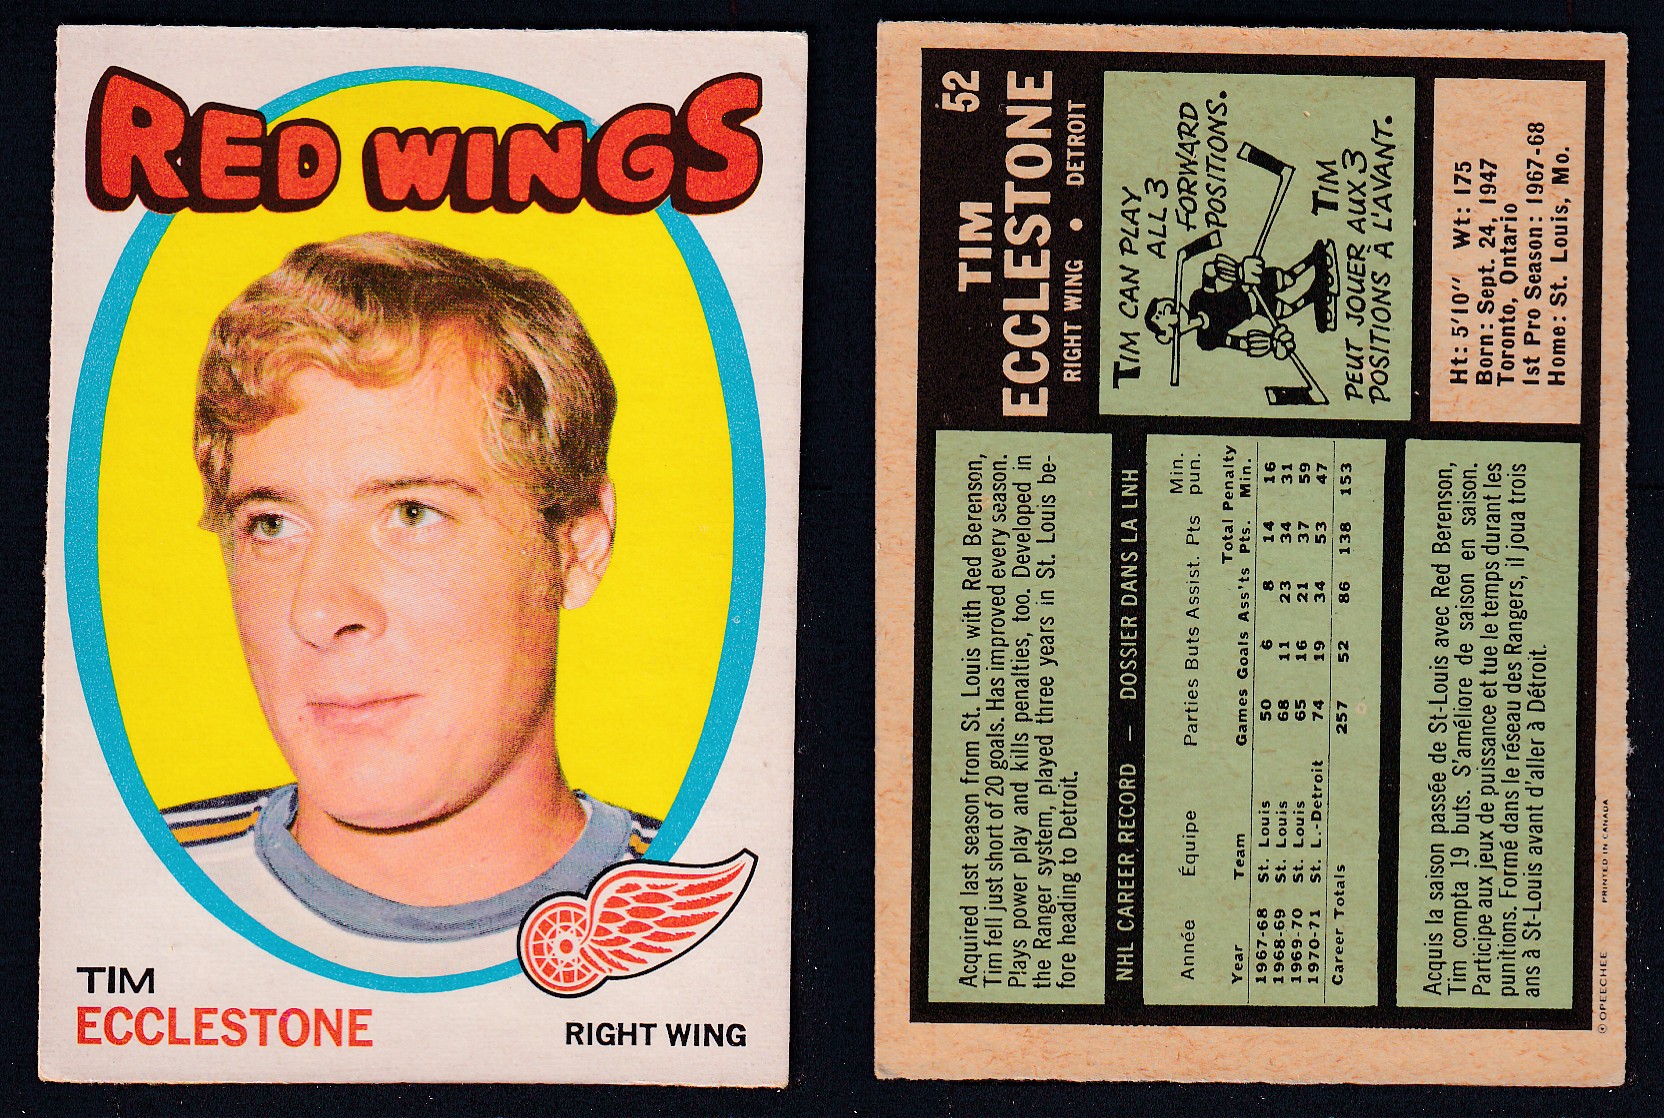 RED WINGS
TIM
ECCLESTONE
RIGHT WING
52
TIM
ECCLESTONE
RIGHT WING • DETROIT
TIM CAN PLAY
ALL 3
FORWARD
POSITIONS.
TIM
PEUT JOUER AUX 3
POSITIONS À L'AVANT.
Ht: 5'10" Wt: 175
Born: Sept. 24, 1947
Toronto, Ontario
1st Pro Season: 1967-68
Home: St. Louis, Mo.
Acquired last season from St. Louis with Red Berenson,
Tim fell just short of 20 goals. Has improved every season.
Plays power play and kills penalties, too. Developed in
the Ranger system, played three years in St. Louis be-
fore heading to Detroit.
NHL CAREER RECORD — DOSSIER DANS LA LNH
Année Équipe Parties Buts Assist. Pts Min. pun.
Year Team Games Goals Ass'ts Total Pts. Penalty Min.
1967-68 St. Louis 50 6 8 14 16
1968-69 St. Louis 68 11 23 34 31
1969-70 St. Louis 65 16 21 37 59
1970-71 St. L.-Detroit 74 19 34 53 47
Career Totals 257 52 86 138 153
Acquis la saison passée de St-Louis avec Red Berenson,
Tim compta 19 buts. S'améliore de saison en saison.
Participe aux jeux de puissance et tue le temps durant les
punitions. Formé dans le réseau des Rangers, il joua trois
ans à St-Louis avant d'aller à Détroit.
© OPEECHEE PRINTED IN CANADA